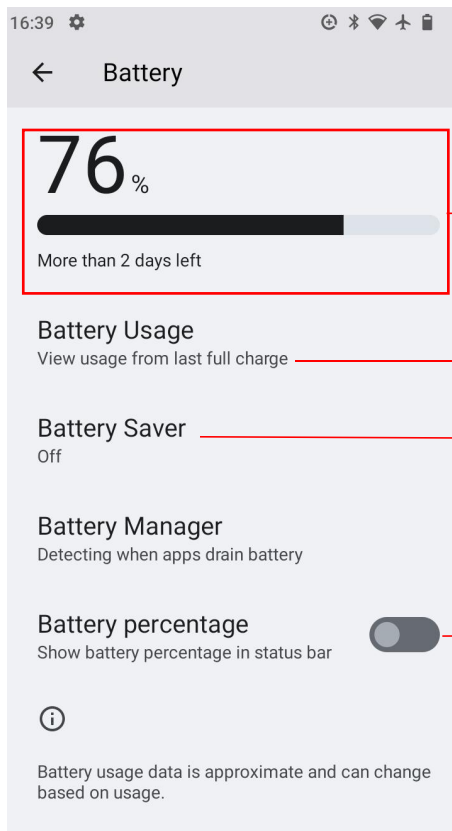 16:39
Battery
76%
More than 2 days left
Battery Usage
View usage from last full charge
Battery Saver
Off
Battery Manager
Detecting when apps drain battery
Battery percentage
Show battery percentage in status bar
Battery usage data is approximate and can change
based on usage.